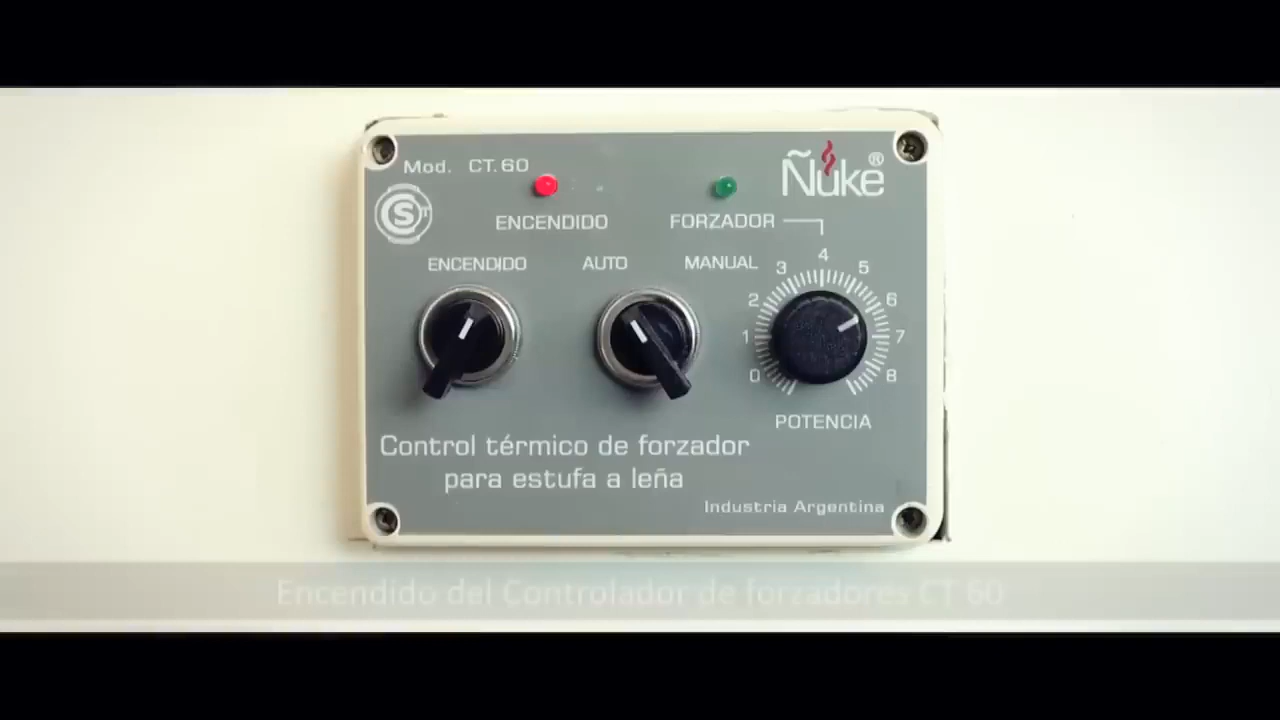 Mod. CT.60
Ñuke®
ENCENDIDO
FORZADOR
ENCENDIDO
AUTO
MANUAL
0
1
2
3
4
5
6
7
8
POTENCIA
Control térmico de forzador
para estufa a leña
Industria Argentina
Encendido del Controlador de forzadores CT 60